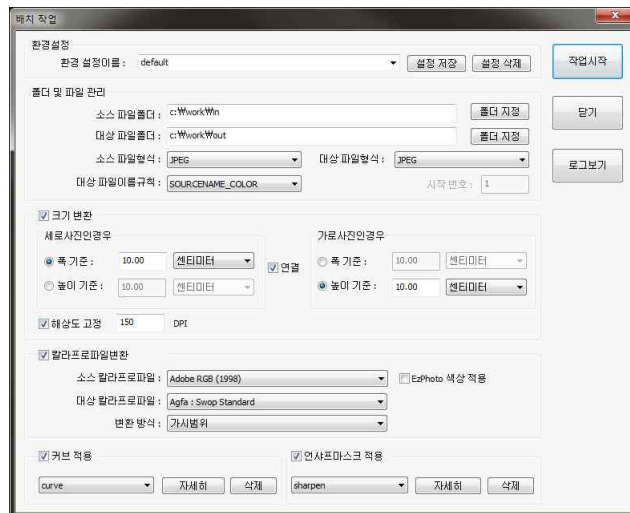 배치 작업
환경설정
환경 설정이름 : default 설정 저장 설정 삭제 작업시작
폴더 및 파일 관리
소스 파일폴더 : c:₩work₩in 폴더 지정 닫기
대상 파일폴더 : c:₩work₩out 폴더 지정
소스 파일형식 : JPEG 대상 파일형식 : JPEG 로그보기
대상 파일이름규칙 : SOURCENAME_COLOR 시작 번호 : 1
크기 변환
세로사진인경우 가로사진인경우
폭 기준 : 10.00 센티미터 연결 폭 기준 : 10.00 센티미터
높이 기준 : 10.00 센티미터 높이 기준 : 10.00 센티미터
해상도 고정 150 DPI
칼라프로파일변환
소스 칼라프로파일 : Adobe RGB (1998) EzPhoto 색상 적용
대상 칼라프로파일 : Agfa : Swop Standard
변환 방식 : 가시범위
커브 적용 언샤프마스크 적용
curve 자세히 삭제 sharpen 자세히 삭제